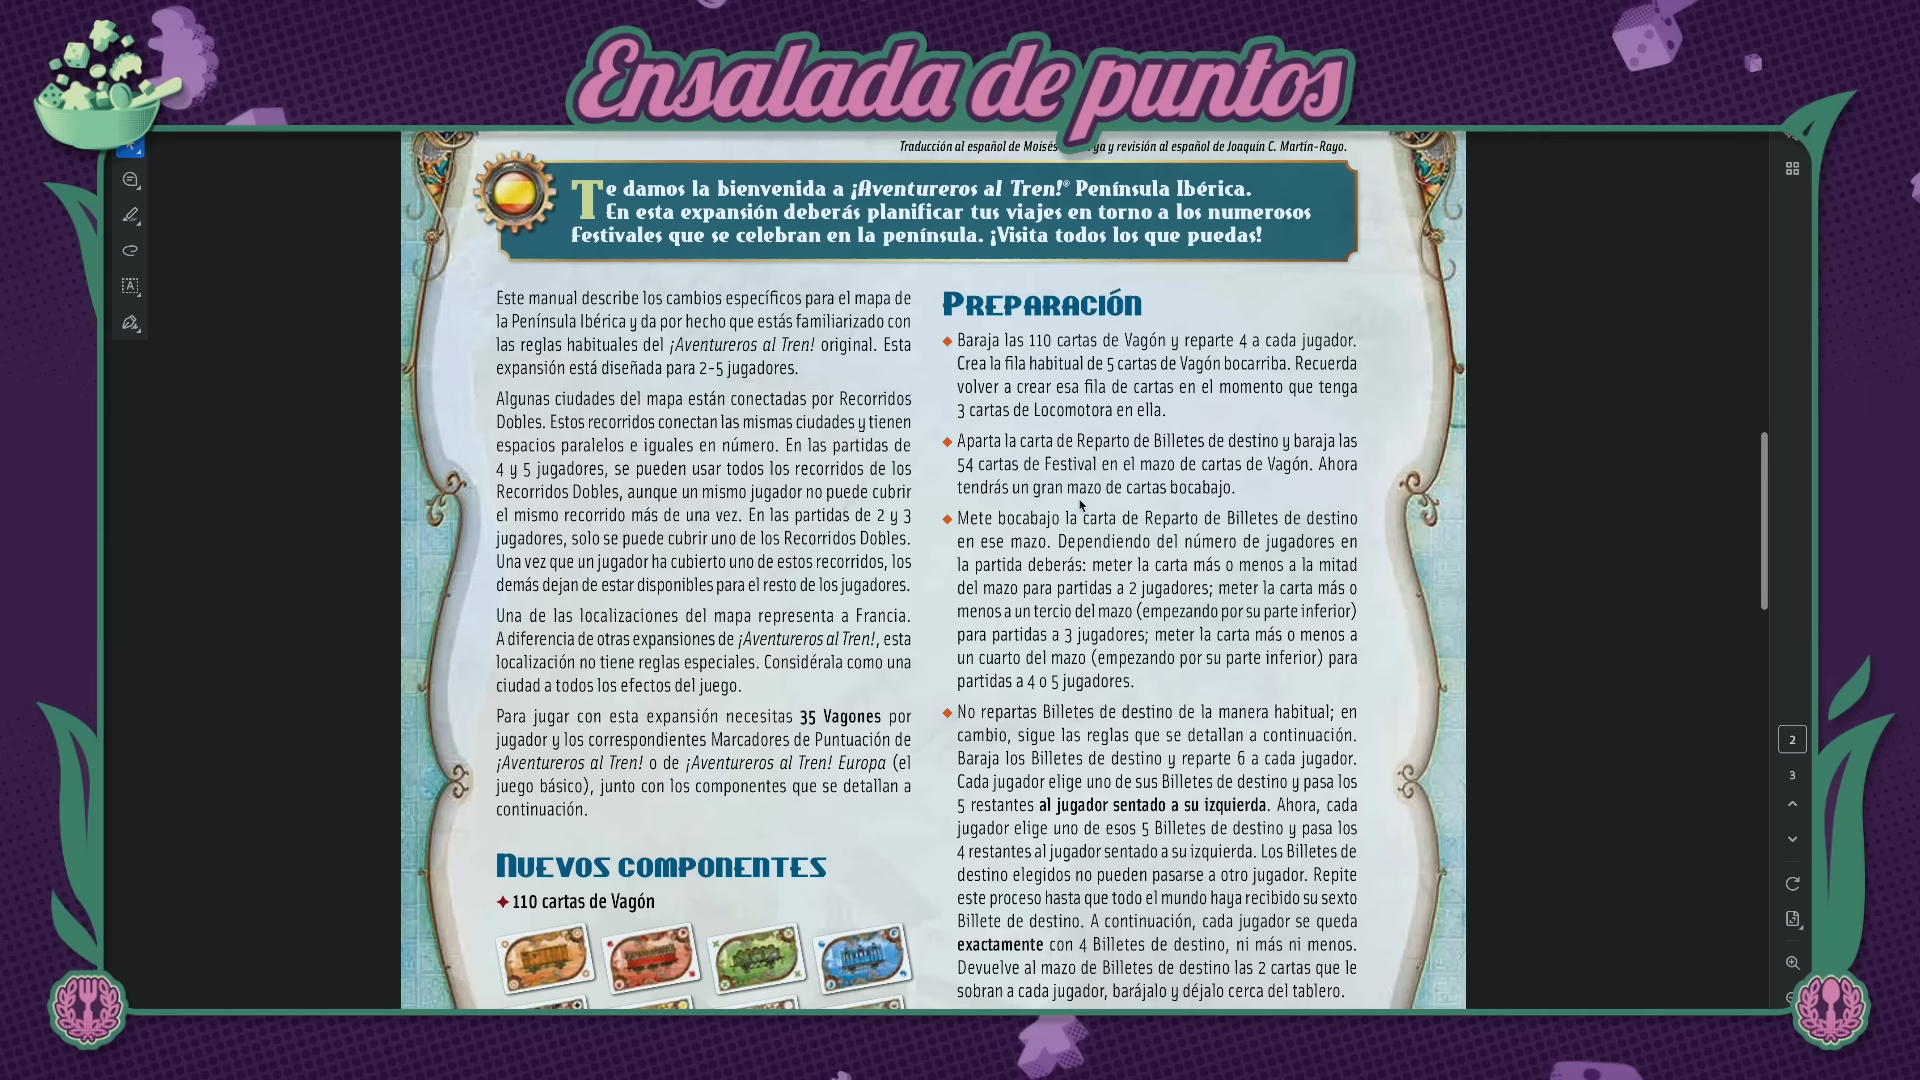 Ensalada de puntos
Traducción al español de Moisés y revisión al español de Joaquín C. Martín-Rayo.
Te damos la bienvenida a ¡Aventureros al Tren!® Península Ibérica.
En esta expansión deberás planificar tus viajes en torno a los numerosos
Festivales que se celebran en la península. ¡Visita todos los que puedas!
Este manual describe los cambios específicos para el mapa de
la Península Ibérica y da por hecho que estás familiarizado con
las reglas habituales del ¡Aventureros al Tren! original. Esta
expansión está diseñada para 2-5 jugadores.
Algunas ciudades del mapa están conectadas por Recorridos
Dobles. Estos recorridos conectan las mismas ciudades y tienen
espacios paralelos e iguales en número. En las partidas de
4 y 5 jugadores, se pueden usar todos los recorridos de los
Recorridos Dobles, aunque un mismo jugador no puede cubrir
el mismo recorrido más de una vez. En las partidas de 2 y 3
jugadores, solo se puede cubrir uno de los Recorridos Dobles.
Una vez que un jugador ha cubierto uno de estos recorridos, los
demás dejan de estar disponibles para el resto de los jugadores.
Una de las localizaciones del mapa representa a Francia.
A diferencia de otras expansiones de ¡Aventureros al Tren!, esta
localización no tiene reglas especiales. Considérala como una
ciudad a todos los efectos del juego.
Para jugar con esta expansión necesitas 35 Vagones por
jugador y los correspondientes Marcadores de Puntuación de
¡Aventureros al Tren! o de ¡Aventureros al Tren! Europa (el
juego básico), junto con los componentes que se detallan a
continuación.
Nuevos componentes
110 cartas de Vagón
Preparación
Baraja las 110 cartas de Vagón y reparte 4 a cada jugador.
Crea la fila habitual de 5 cartas de Vagón bocarriba. Recuerda
volver a crear esa fila de cartas en el momento que tenga
3 cartas de Locomotora en ella.
Aparta la carta de Reparto de Billetes de destino y baraja las
54 cartas de Festival en el mazo de cartas de Vagón. Ahora
tendrás un gran mazo de cartas bocabajo.
Mete bocabajo la carta de Reparto de Billetes de destino
en ese mazo. Dependiendo del número de jugadores en
la partida deberás: meter la carta más o menos a la mitad
del mazo para partidas a 2 jugadores; meter la carta más o
menos a un tercio del mazo (empezando por su parte inferior)
para partidas a 3 jugadores; meter la carta más o menos a
un cuarto del mazo (empezando por su parte inferior) para
partidas a 4 o 5 jugadores.
No repartas Billetes de destino de la manera habitual; en
cambio, sigue las reglas que se detallan a continuación.
Baraja los Billetes de destino y reparte 6 a cada jugador.
Cada jugador elige uno de sus Billetes de destino y pasa los
5 restantes al jugador sentado a su izquierda. Ahora, cada
jugador elige uno de esos 5 Billetes de destino y pasa los
4 restantes al jugador sentado a su izquierda. Los Billetes de
destino elegidos no pueden pasarse a otro jugador. Repite
este proceso hasta que todo el mundo haya recibido su sexto
Billete de destino. A continuación, cada jugador se queda
exactamente con 4 Billetes de destino, ni más ni menos.
Devuelve al mazo de Billetes de destino las 2 cartas que le
sobran a cada jugador, barájalo y déjalo cerca del tablero.
2
3